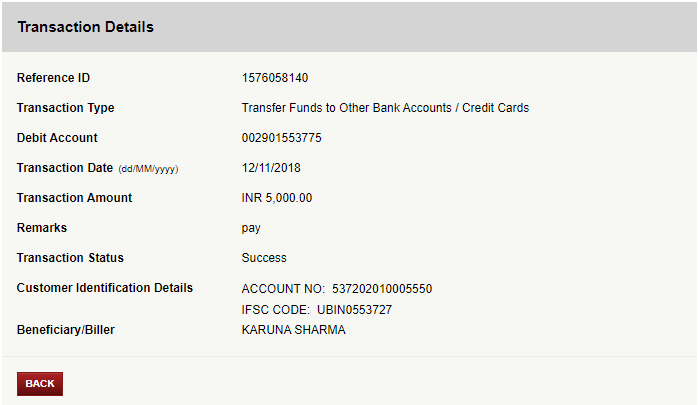 Transaction Details
Reference ID 1576058140
Transaction Type Transfer Funds to Other Bank Accounts / Credit Cards
Debit Account 002901553775
Transaction Date (dd/MM/yyyy) 12/11/2018
Transaction Amount INR 5,000.00
Remarks pay
Transaction Status Success
Customer Identification Details ACCOUNT NO: 537202010005550
IFSC CODE: UBIN0553727
Beneficiary/Biller KARUNA SHARMA
BACK